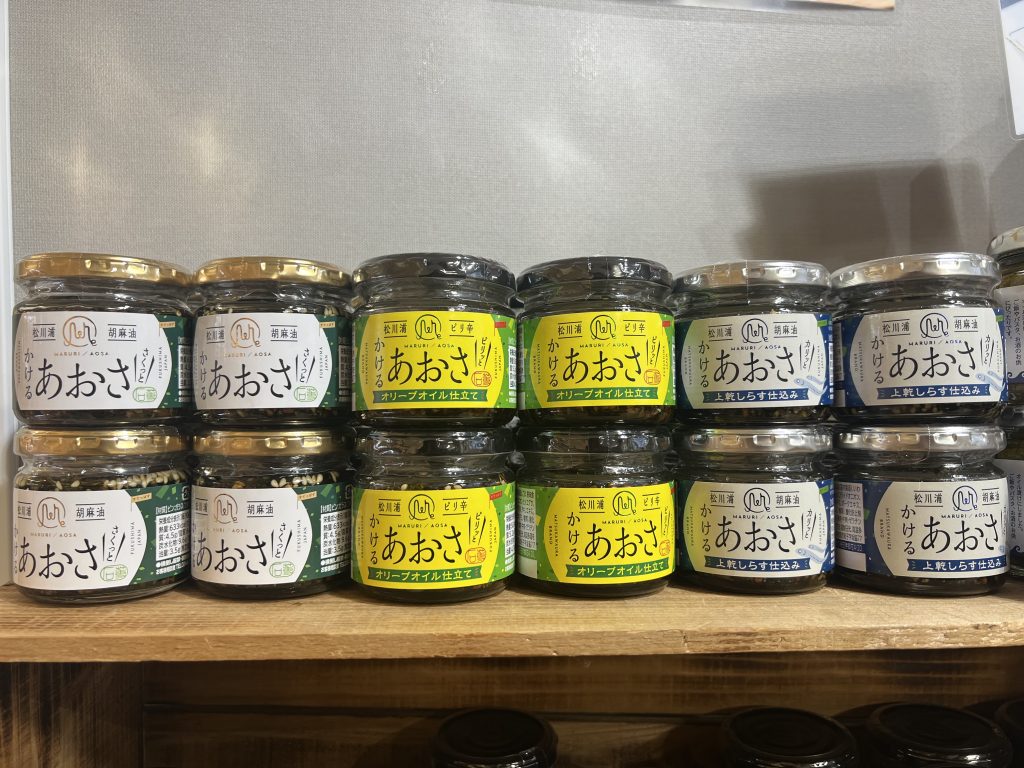 松川浦 胡麻油
MARURI / AOSA
かける
あおさ
さくっと
松川浦 胡麻油
MARURI / AOSA
かける
あおさ
さくっと
松川浦 ピリ辛
MARURI / AOSA
かける
あおさ
ピリッと
オリーブオイル仕立て
松川浦 ピリ辛
MARURI / AOSA
かける
あおさ
ピリッと
オリーブオイル仕立て
松川浦 胡麻油
MARURI / AOSA
かける
あおさ
カリッと
上乾しらす仕込み
松川浦 胡麻油
MARURI / AOSA
かける
あおさ
カリッと
上乾しらす仕込み
松川浦 胡麻油
MARURI / AOSA
かける
あおさ
さくっと
FUKUSHIMA
JAPAN
松川浦 胡麻油
MARURI / AOSA
かける
あおさ
さくっと
FUKUSHIMA
JAPAN
松川浦 ピリ辛
MARURI / AOSA
かける
あおさ
ピリッと
オリーブオイル仕立て
松川浦 ピリ辛
MARURI / AOSA
かける
あおさ
ピリッと
オリーブオイル仕立て
松川浦 胡麻油
MARURI / AOSA
かける
あおさ
カリッと
上乾しらす仕込み
松川浦 胡麻油
MARURI / AOSA
かける
あおさ
カリッと
上乾しらす仕込み